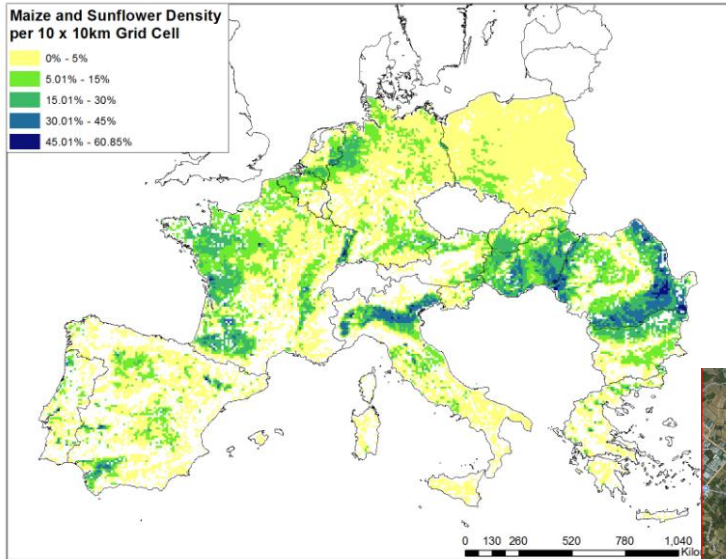 Maize and Sunflower Density
per 10 x 10km Grid Cell
0% - 5%
5.01% - 15%
15.01% - 30%
30.01% - 45%
45.01% - 60.85%
0 130 260 520 780 1,040
Kilo